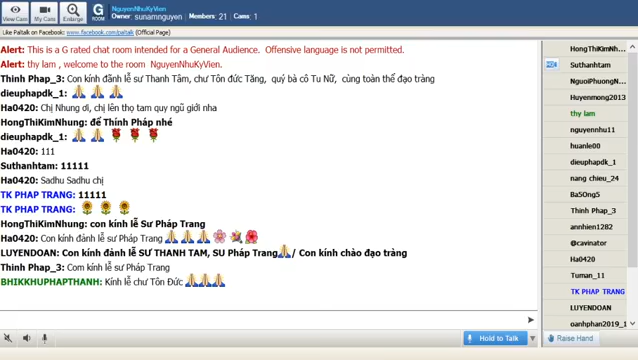 View Cam
My Cams
Enlarge
G
ROOM
NguyenNhuKyVien
Owner: sunamnguyen | Members: 21 | Cams: 1
Like Paltalk on Facebook: www.facebook.com/paltalk (Official Page)
Alert: This is a G rated chat room intended for a General Audience. Offensive language is not permitted.
Alert: thy lam , welcome to the room NguyenNhuKyVien.
Thinh Phap_3: Con kính đãnh lễ sư Thanh Tâm, chư Tôn đức Tăng, quý bà cô Tu Nữ, cùng toàn thể đạo tràng
dieuphapdk_1:
Ha0420: Chị Nhung ơi, chị lên thọ tam quy ngũ giới nha
HongThiKimNhung: để Thính Pháp nhé
dieuphapdk_1:
Ha0420: 111
Suthanhtam: 11111
Ha0420: Sadhu Sadhu chị
TK PHAP TRANG: 11111
TK PHAP TRANG:
HongThiKimNhung: con kính lễ Sư Pháp Trang
Ha0420: Con kính đảnh lễ sư Pháp Trang
LUYENDOAN: Con kính đảnh lễ SƯ THANH TAM, SU Pháp Trang / Con kính chào đạo tràng
Thinh Phap_3: Com kính lễ sư Pháp Trang
BHIKKHUPHAPTHANH: Kính lễ chư Tôn Đức
Hold to Talk
HongThiKimNhu...
Suthanhtam
NguoiPhuongN...
Huyenmong2013
thy lam
nguyennhu11
huanle00
dieuphapdk_1
nang chieu_24
Ba5Ong5
Thinh Phap_3
annhien1282
@cavinator
Ha0420
Tuman_11
TK PHAP TRANG
LUYENDOAN
oanhphan2019_1
Raise Hand